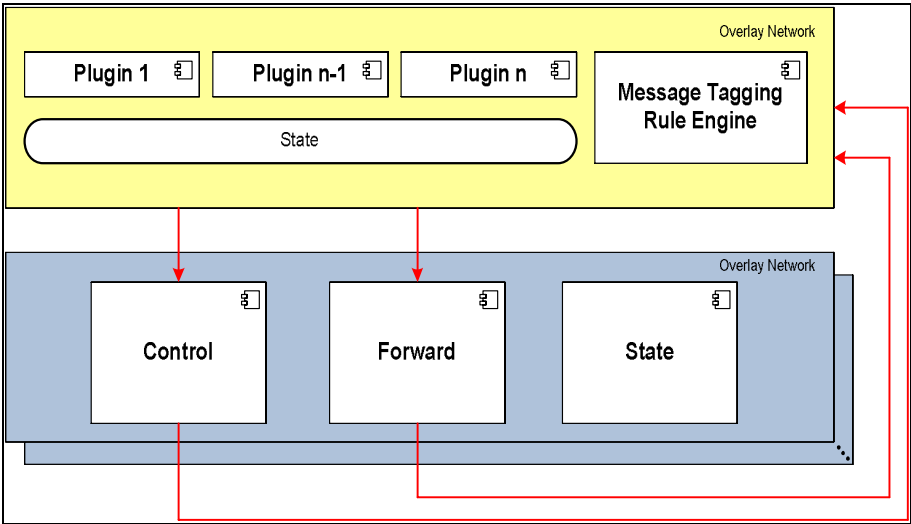 Overlay Network
Plugin 1
Plugin n-1
Plugin n
Message Tagging
Rule Engine
State
Overlay Network
Control
Forward
State